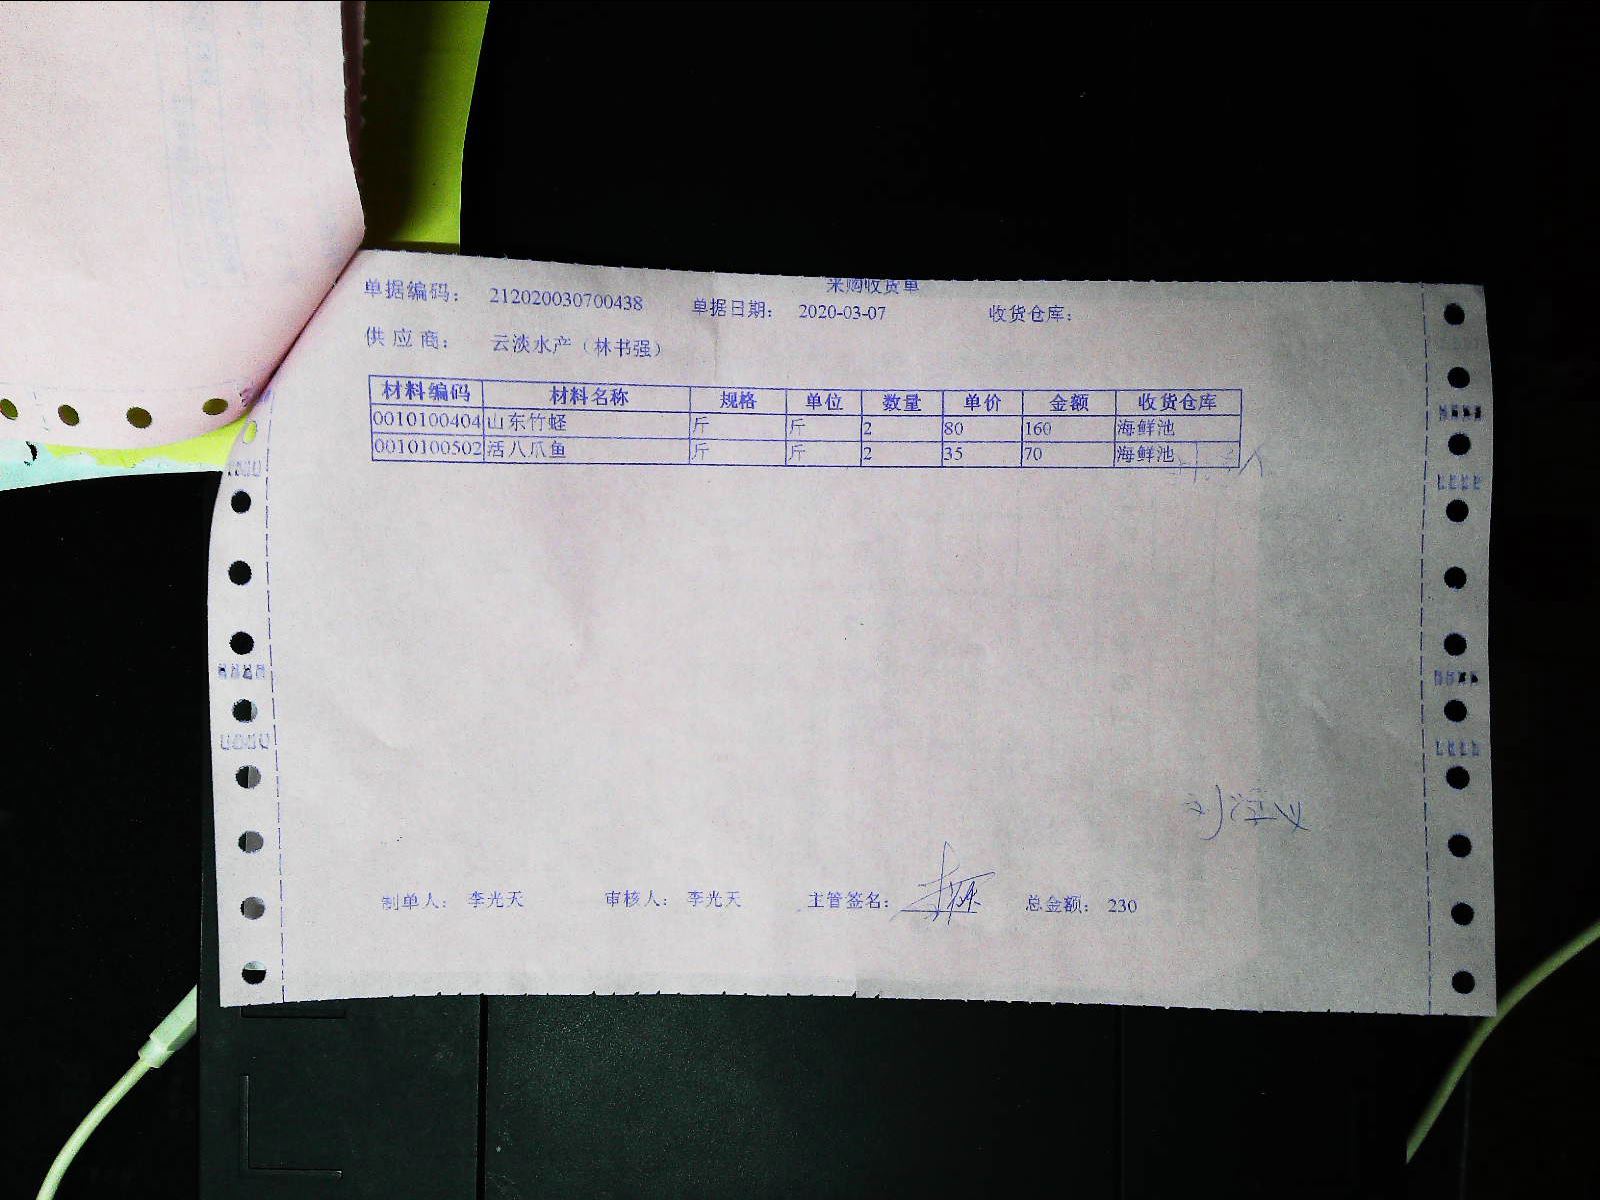 采购收货单
单据编码： 212020030700438 单据日期： 2020-03-07 收货仓库：
供 应 商： 云淡水产（林书强）
材料编码 材料名称 规格 单位 数量 单价 金额 收货仓库
0010100404 山东竹蛏 斤 斤 2 80 160 海鲜池
0010100502 活八爪鱼 斤 斤 2 35 70 海鲜池
制单人： 李光天 审核人： 李光天 主管签名： 总金额： 230